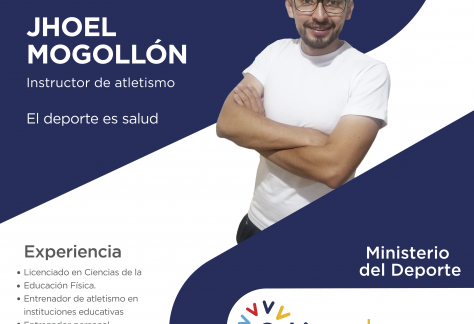 JHOEL
MOGOLLÓN
Instructor de atletismo
El deporte es salud
Experiencia
• Licenciado en Ciencias de la
• Educación Física.
• Entrenador de atletismo en
instituciones educativas
Ministerio
del Deporte